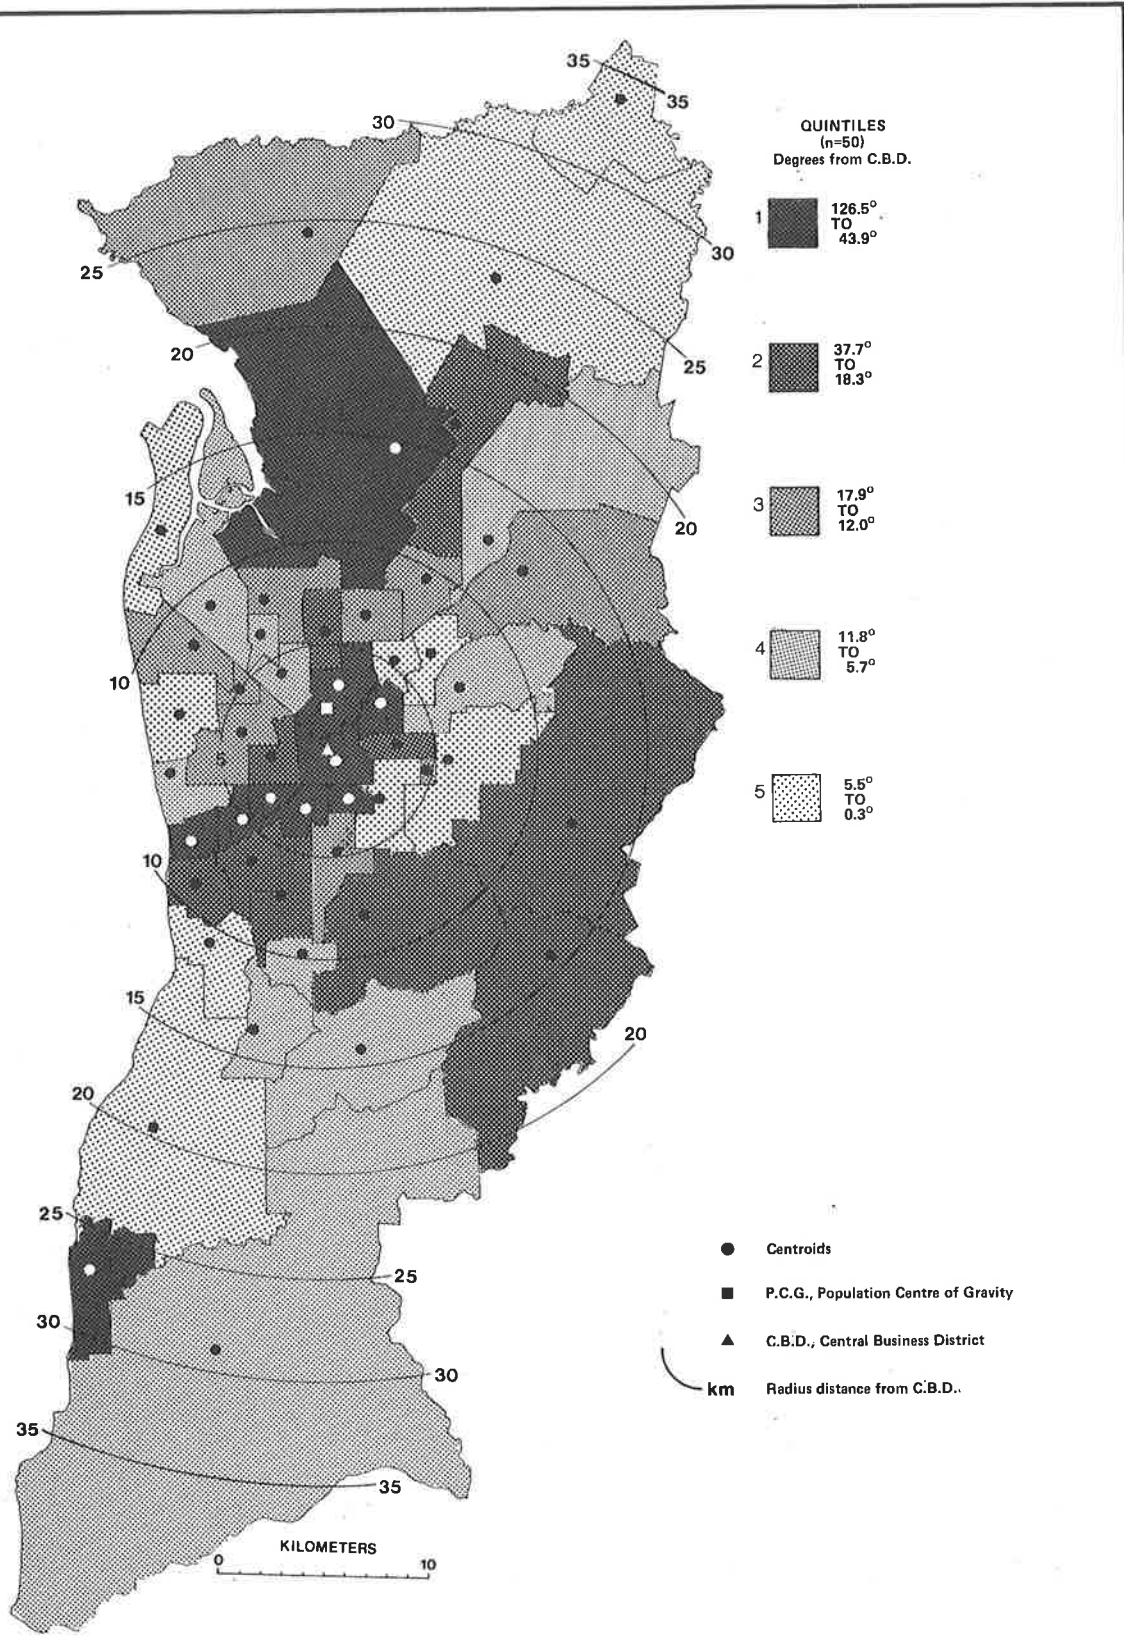 35
35
30
QUINTILES
(n=50)
Degrees from C.B.D.
1
126.5°
TO
43.9°
30
25
20
2
37.7°
TO
18.3°
25
15
3
17.9°
TO
12.0°
20
4
11.8°
TO
5.7°
10
5
5
5.5°
TO
0.3°
10
15
20
20
25
Centroids
25
P.C.G., Population Centre of Gravity
30
C.B.D., Central Business District
30
km
Radius distance from C.B.D.
35
35
KILOMETERS
0
10